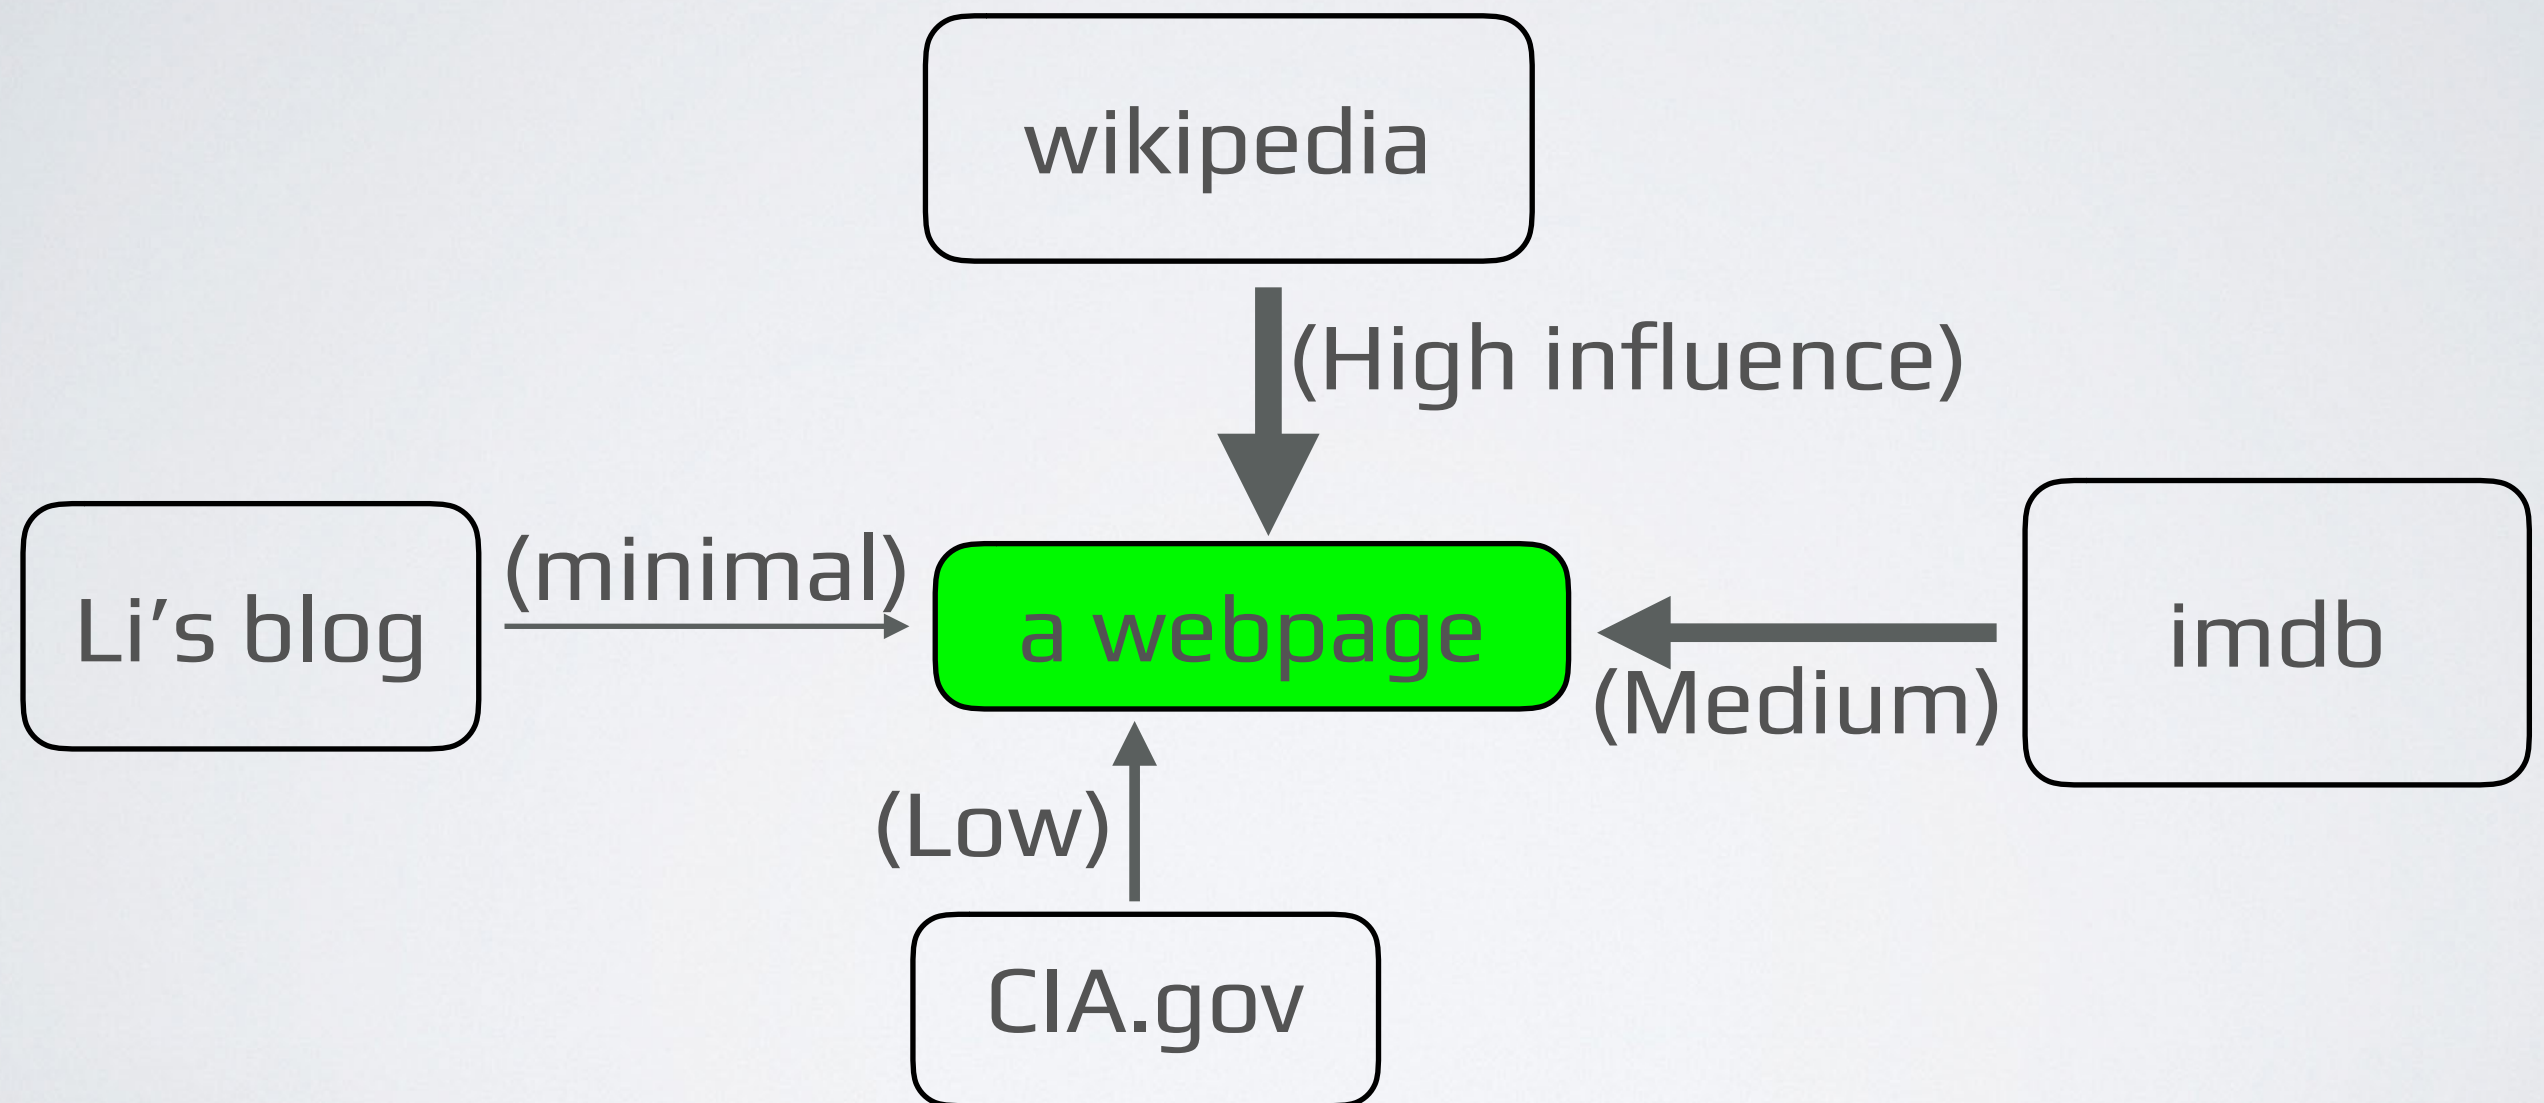 wikipedia
(High influence)
Li’s blog
(minimal)
a webpage
(Medium)
imdb
(Low)
CIA.gov